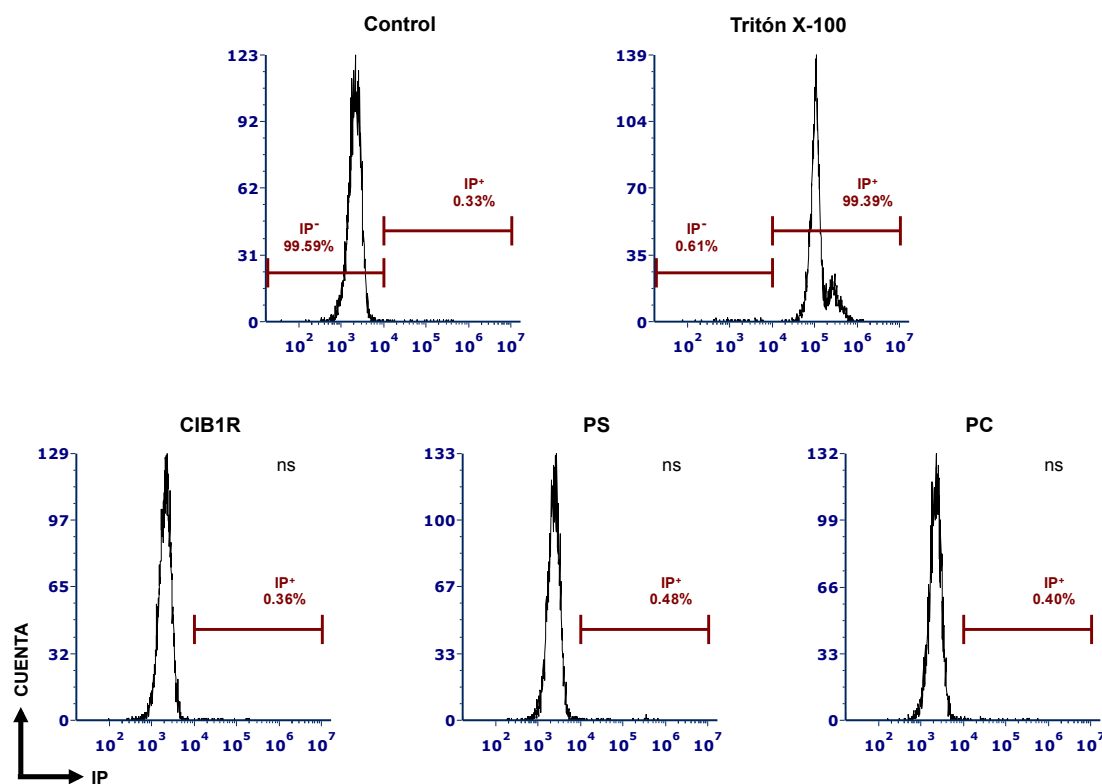 Control
123
92
62
31
0
IP⁻
99.59%
IP⁺
0.33%
10² 10³ 10⁴ 10⁵ 10⁶ 10⁷
Tritón X-100
139
104
70
35
0
IP⁻
0.61%
IP⁺
99.39%
10² 10³ 10⁴ 10⁵ 10⁶ 10⁷
CIB1R
129
97
65
32
0
ns
IP⁺
0.36%
10² 10³ 10⁴ 10⁵ 10⁶ 10⁷
PS
133
100
67
33
0
ns
IP⁺
0.48%
10² 10³ 10⁴ 10⁵ 10⁶ 10⁷
PC
132
99
66
33
0
ns
IP⁺
0.40%
10² 10³ 10⁴ 10⁵ 10⁶ 10⁷
CUENTA
IP